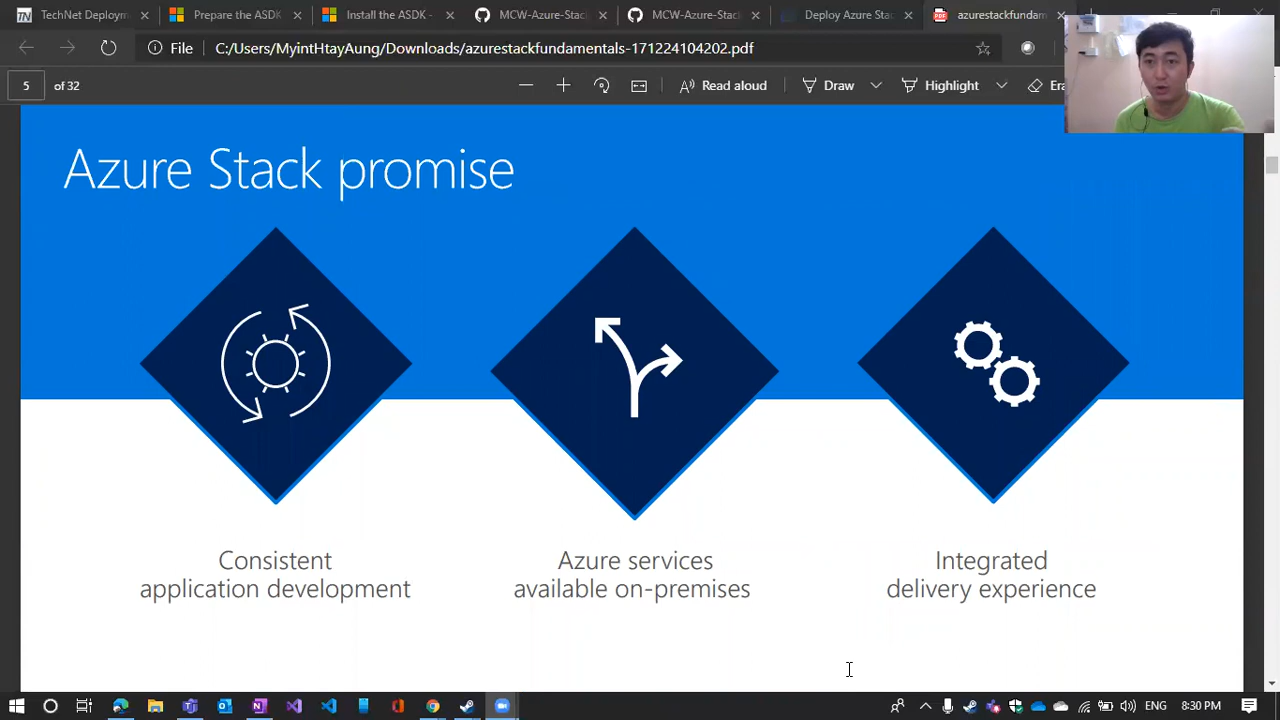 TechNet Deploym
Prepare the ASDK
Install the ASDK -
MCW-Azure-Stac
MCW-Azure-Stack
Deploy Azure Stac
azurestackfundam
File
C:/Users/MyintHtayAung/Downloads/azurestackfundamentals-171224104202.pdf
5 of 32
Read aloud
Draw
Highlight
Era
Azure Stack promise
Consistent
application development
Azure services
available on-premises
Integrated
delivery experience
ENG
8:30 PM